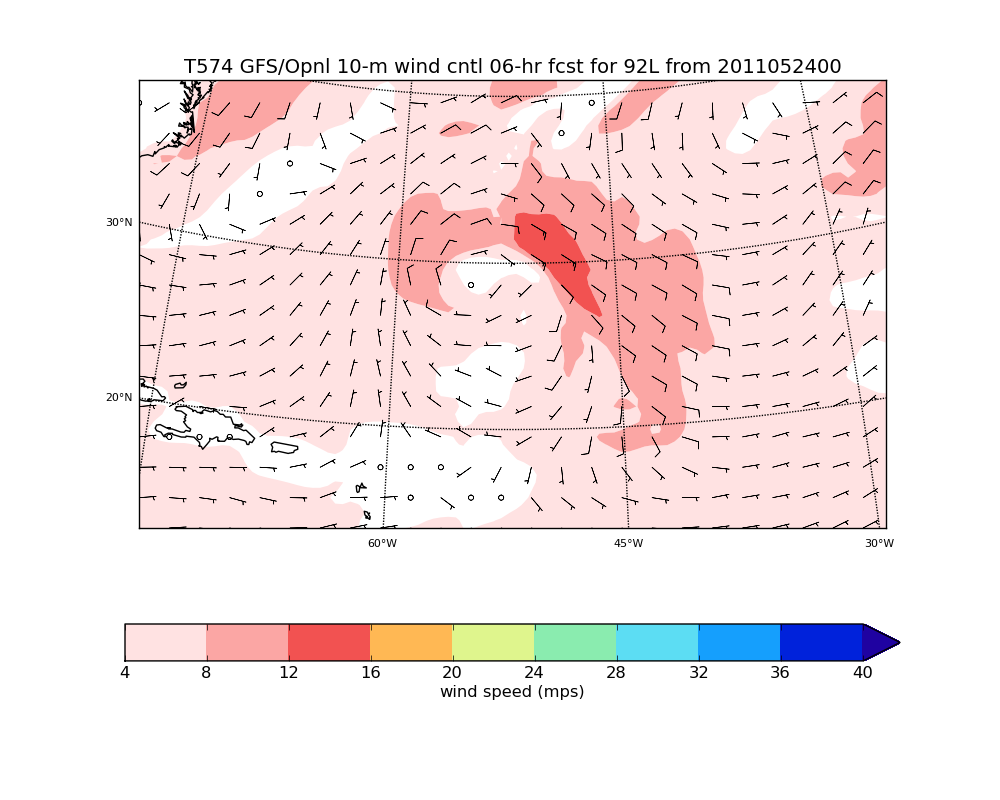 T574 GFS/Opnl 10-m wind cntl 06-hr fcst for 92L from 2011052400
30°N
20°N
60°W 45°W 30°W
4 8 12 16 20 24 28 32 36 40
wind speed (mps)